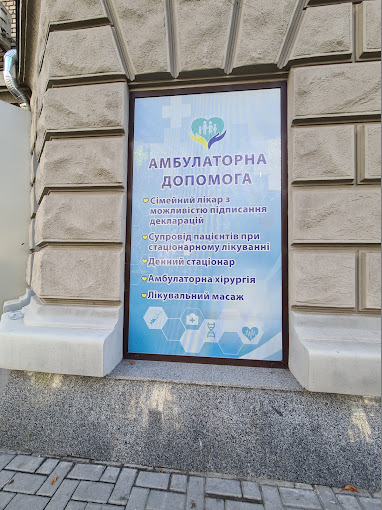 АМБУЛАТОРНА
ДОПОМОГА
Сімейний лікар з
можливістю підписання
декларацій
Супровід пацієнтів при
стаціонарному лікуванні
Денний стаціонар
Амбулаторна хірургія
Лікувальний масаж